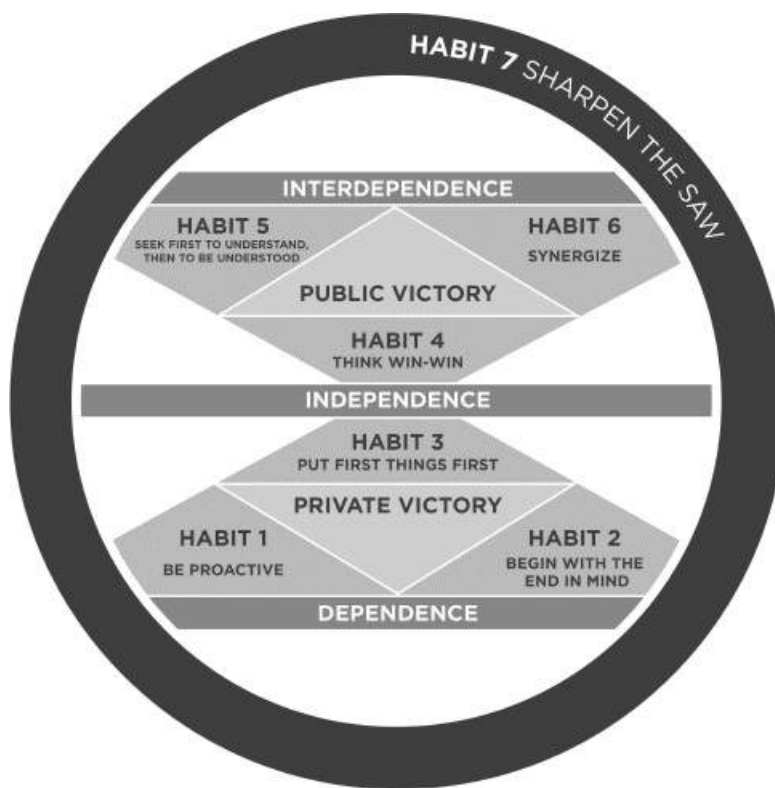 HABIT 7 SHARPEN THE SAW
INTERDEPENDENCE
HABIT 5
SEEK FIRST TO UNDERSTAND,
THEN TO BE UNDERSTOOD
HABIT 6
SYNERGIZE
PUBLIC VICTORY
HABIT 4
THINK WIN-WIN
INDEPENDENCE
HABIT 3
PUT FIRST THINGS FIRST
PRIVATE VICTORY
HABIT 1
BE PROACTIVE
HABIT 2
BEGIN WITH THE
END IN MIND
DEPENDENCE